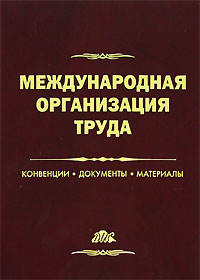 МЕЖДУНАРОДНАЯ
ОРГАНИЗАЦИЯ
ТРУДА
КОНВЕНЦИИ • ДОКУМЕНТЫ • МАТЕРИАЛЫ